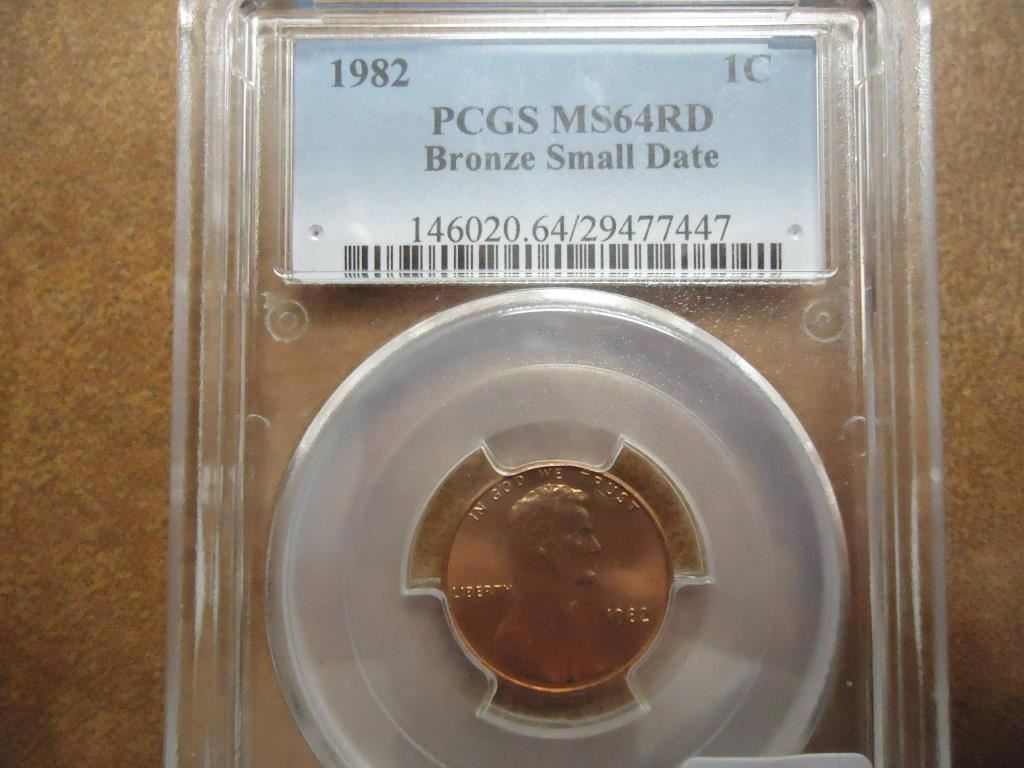 1982 1C
PCGS MS64RD
Bronze Small Date
146020.64/29477447
IN GOD WE TRUST
LIBERTY
1982